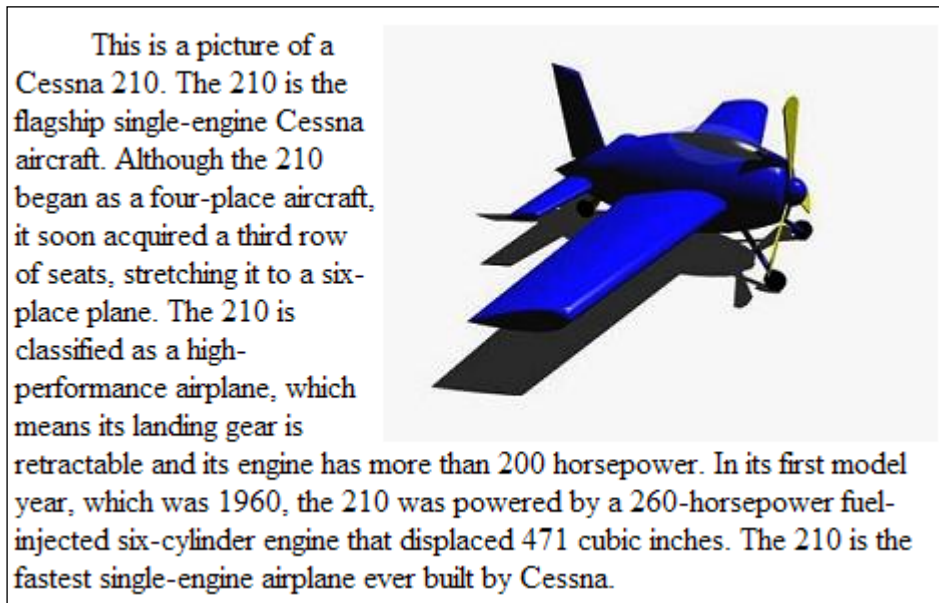 This is a picture of a
Cessna 210. The 210 is the
flagship single-engine Cessna
aircraft. Although the 210
began as a four-place aircraft,
it soon acquired a third row
of seats, stretching it to a six-
place plane. The 210 is
classified as a high-
performance airplane, which
means its landing gear is
retractable and its engine has more than 200 horsepower. In its first model
year, which was 1960, the 210 was powered by a 260-horsepower fuel-
injected six-cylinder engine that displaced 471 cubic inches. The 210 is the
fastest single-engine airplane ever built by Cessna.